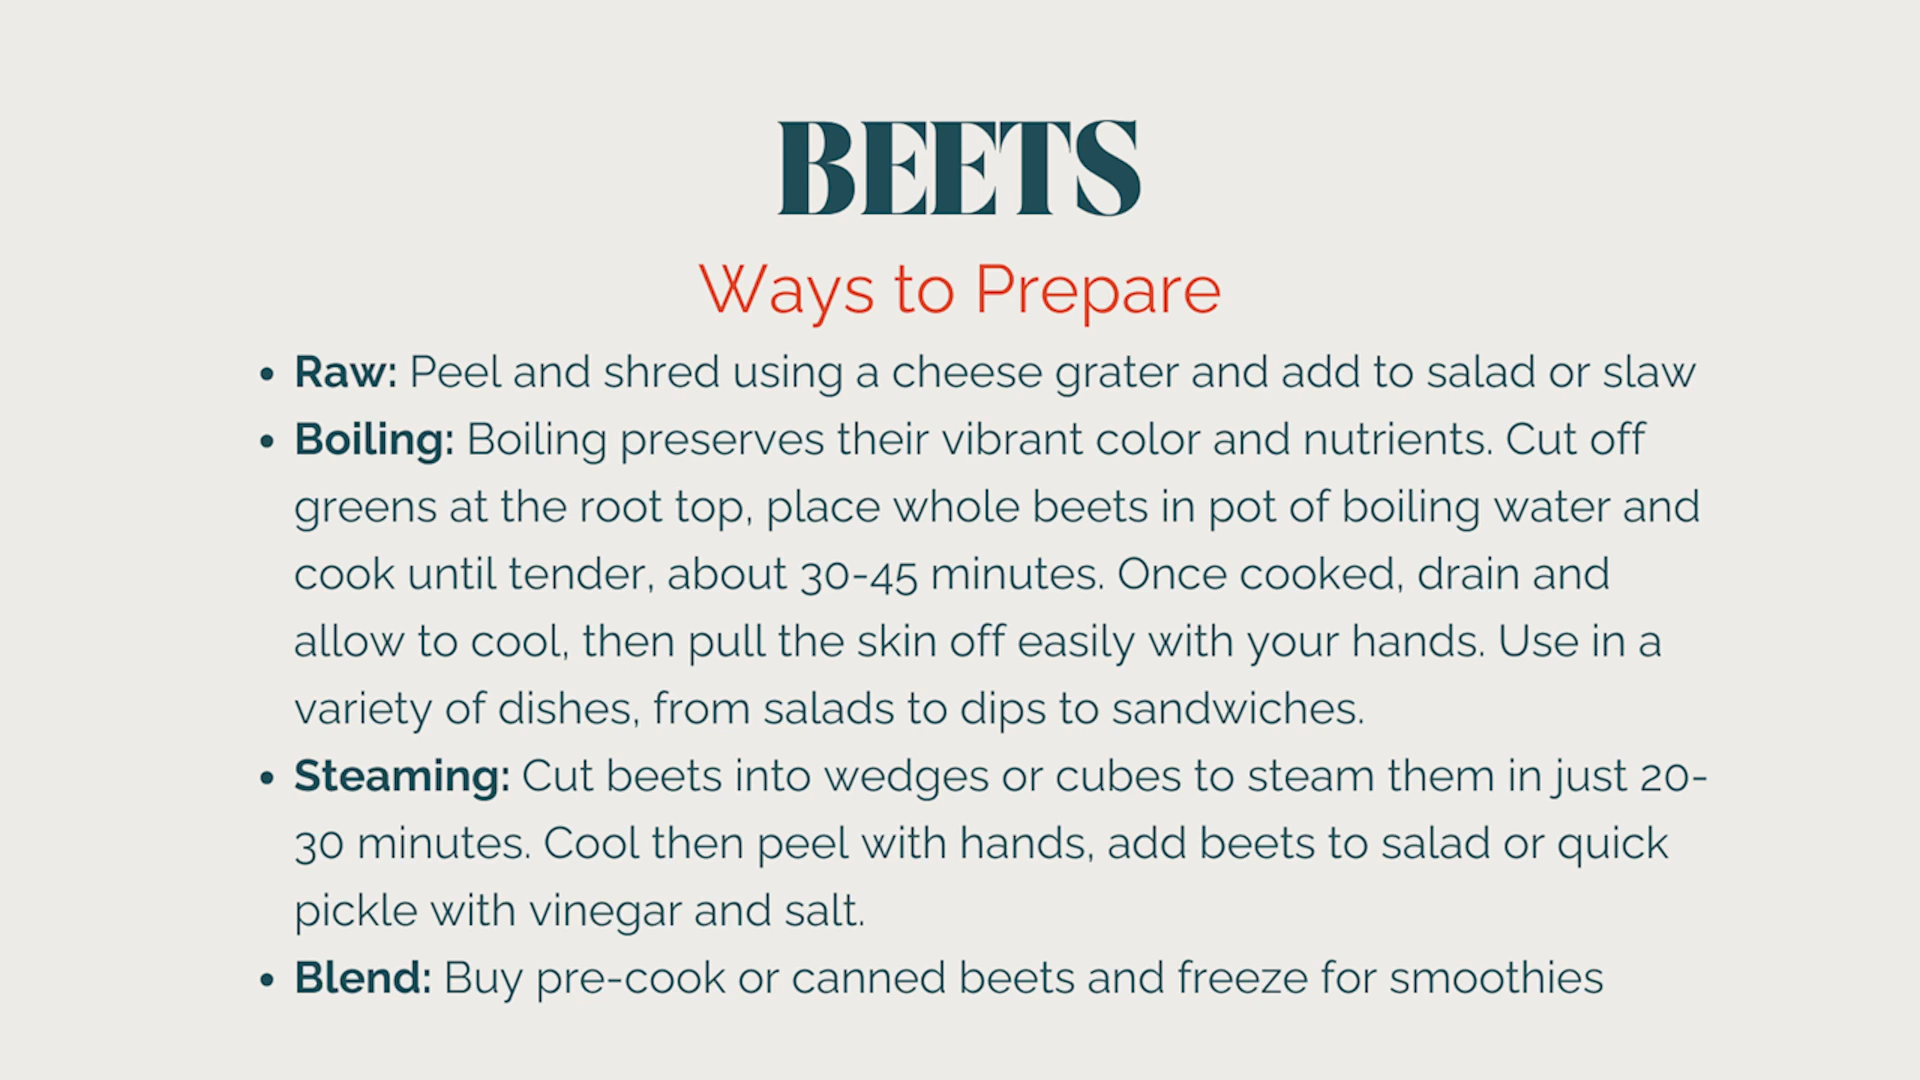 BEETS
Ways to Prepare
• Raw: Peel and shred using a cheese grater and add to salad or slaw
• Boiling: Boiling preserves their vibrant color and nutrients. Cut off
greens at the root top, place whole beets in pot of boiling water and
cook until tender, about 30-45 minutes. Once cooked, drain and
allow to cool, then pull the skin off easily with your hands. Use in a
variety of dishes, from salads to dips to sandwiches.
• Steaming: Cut beets into wedges or cubes to steam them in just 20-
30 minutes. Cool then peel with hands, add beets to salad or quick
pickle with vinegar and salt.
• Blend: Buy pre-cook or canned beets and freeze for smoothies